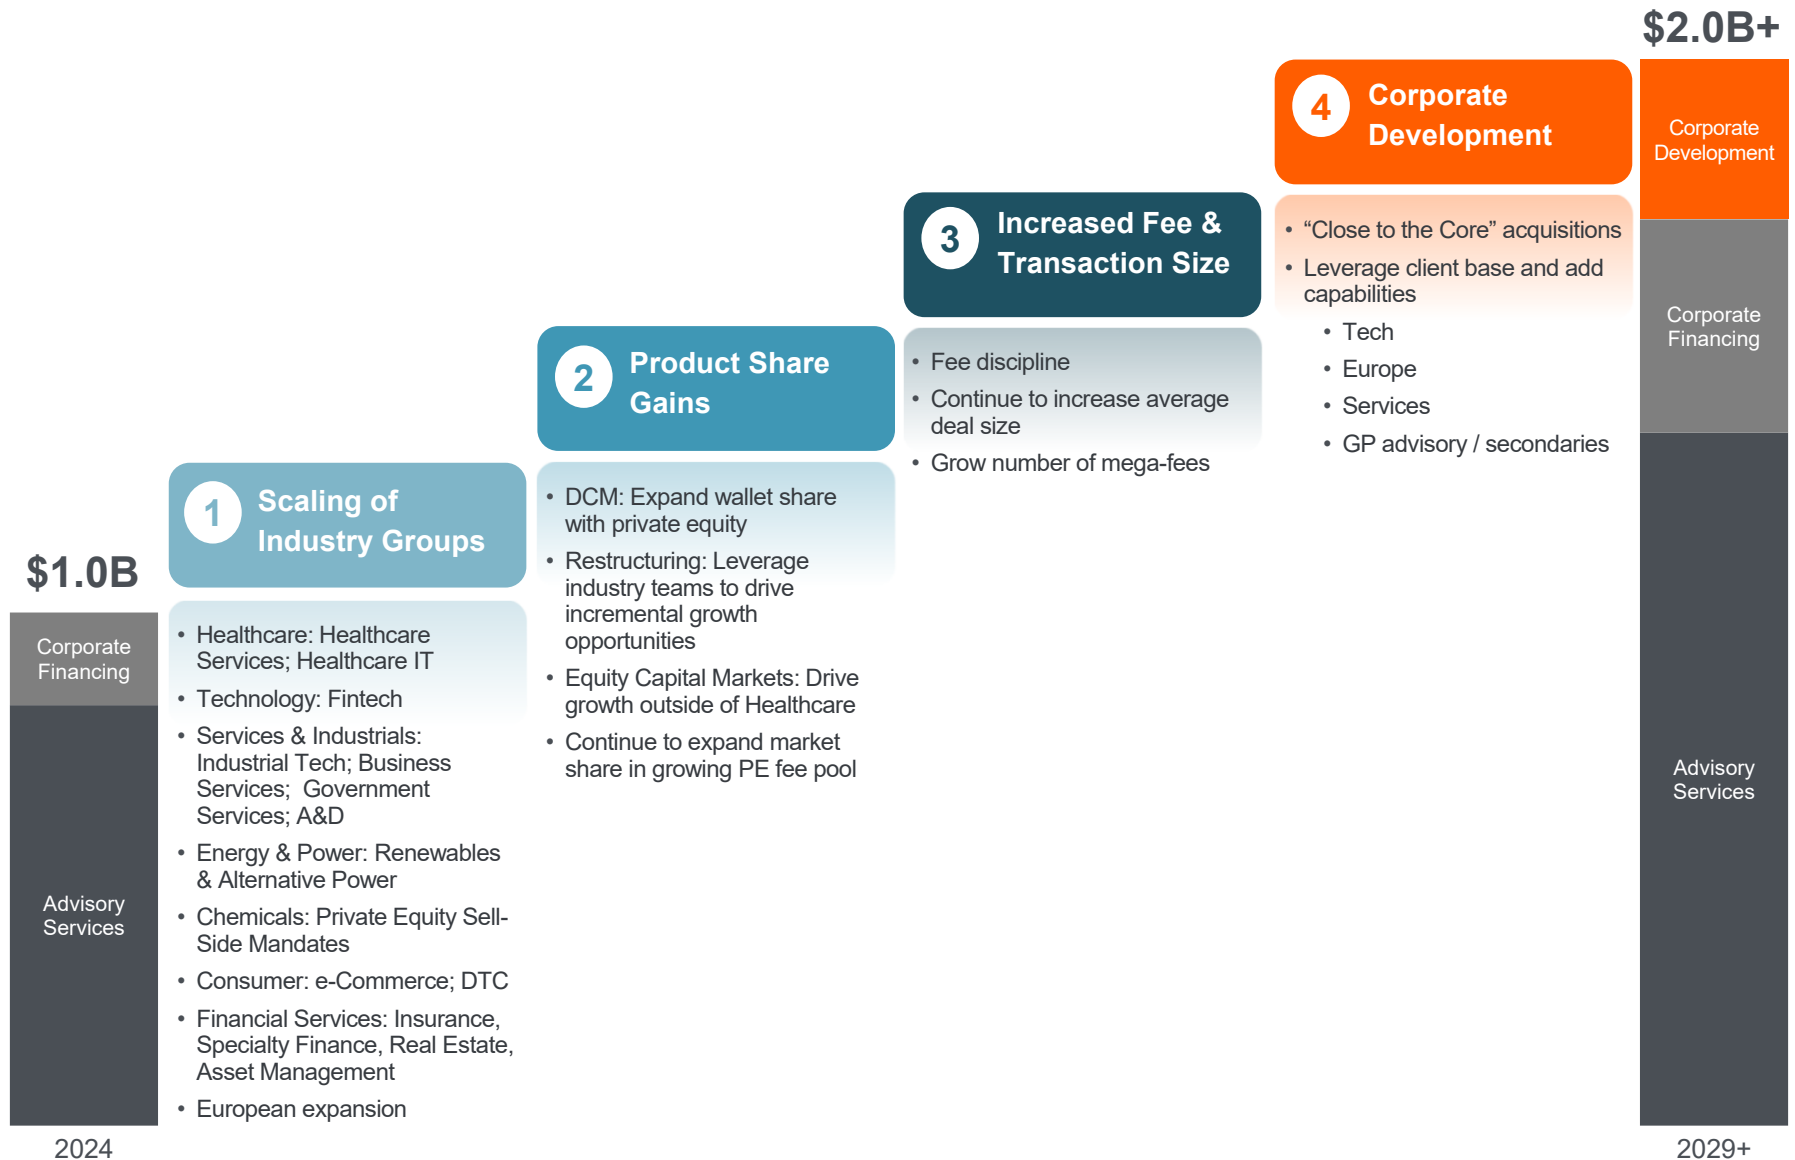 $1.0B
Corporate
Financing
Advisory
Services
2024
1
Scaling of
Industry Groups
• Healthcare: Healthcare
Services; Healthcare IT
• Technology: Fintech
• Services & Industrials:
Industrial Tech; Business
Services;  Government
Services; A&D
• Energy & Power: Renewables
& Alternative Power
• Chemicals: Private Equity Sell-
Side Mandates
• Consumer: e-Commerce; DTC
• Financial Services: Insurance,
Specialty Finance, Real Estate,
Asset Management
• European expansion
2
Product Share
Gains
• DCM: Expand wallet share
with private equity
• Restructuring: Leverage
industry teams to drive
incremental growth
opportunities
• Equity Capital Markets: Drive
growth outside of Healthcare
• Continue to expand market
share in growing PE fee pool
3
Increased Fee &
Transaction Size
• Fee discipline
• Continue to increase average
deal size
• Grow number of mega-fees
4
Corporate
Development
• “Close to the Core” acquisitions
• Leverage client base and add
capabilities
• Tech
• Europe
• Services
• GP advisory / secondaries
$2.0B+
Corporate
Development
Corporate
Financing
Advisory
Services
2029+